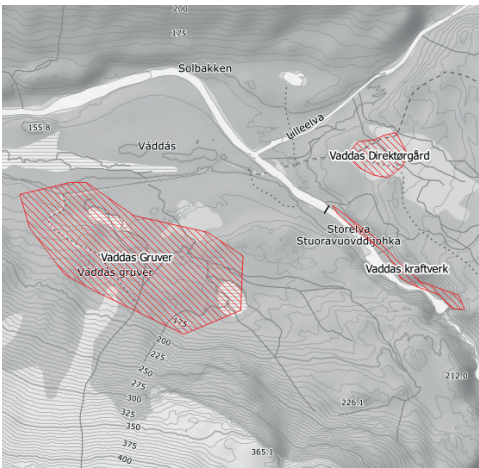 200
175
Solbakken
Lilleelva
155.8
Váddás
Vaddas Direktørgård
Storelva
Stuoravuovddijohka
Vaddas Gruver
Váddás gruver
Vaddas kraftverk
175
200
225
250
275
300
325
350
375
400
212.0
226.1
365.1